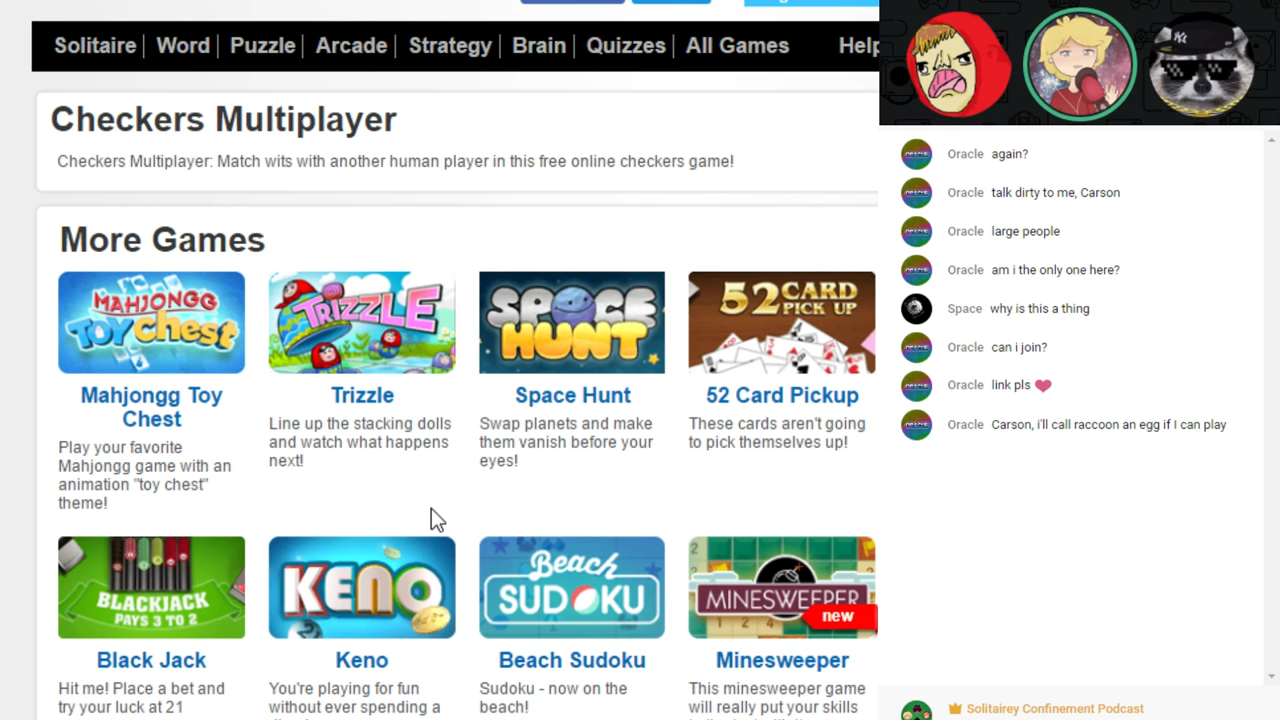 Solitaire | Word | Puzzle | Arcade | Strategy | Brain | Quizzes | All Games Help
Checkers Multiplayer
Checkers Multiplayer: Match wits with another human player in this free online checkers game!
More Games
MAHJONGG
TOY Chest
TRIZZLE
SPACE
HUNT
52 CARD
PICK UP
Mahjongg Toy
Chest
Play your favorite
Mahjongg game with an
animation "toy chest"
theme!
Trizzle
Line up the stacking dolls
and watch what happens
next!
Space Hunt
Swap planets and make
them vanish before your
eyes!
52 Card Pickup
These cards aren't going
to pick themselves up!
BLACKJACK
PAYS 3 TO 2
KENO
Beach
SUDOKU
MINESWEEPER
new
Black Jack
Hit me! Place a bet and
try your luck at 21
Keno
You're playing for fun
without ever spending a
Beach Sudoku
Sudoku - now on the
beach!
Minesweeper
This minesweeper game
will really put your skills
Oracle again?
Oracle talk dirty to me, Carson
Oracle large people
Oracle am i the only one here?
Space why is this a thing
Oracle can i join?
Oracle link pls
Oracle Carson, i'll call raccoon an egg if I can play
Solitairey Confinement Podcast